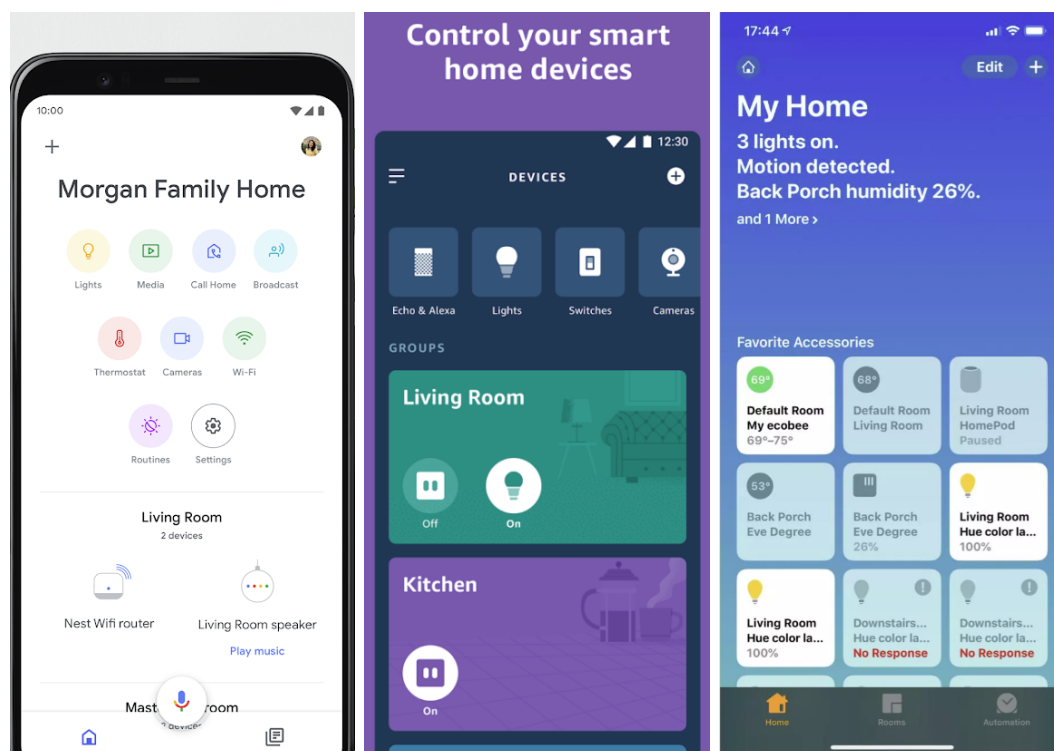 10:00
Morgan Family Home
Lights
Media
Call Home
Broadcast
Thermostat
Cameras
Wi-Fi
Routines
Settings
Living Room
2 devices
Nest Wifi router
Living Room speaker
Play music
Mast
room
devices
Control your smart
home devices
12:30
DEVICES
Echo & Alexa
Lights
Switches
Cameras
GROUPS
Living Room
Off
On
Kitchen
On
17:44
Edit
My Home
3 lights on.
Motion detected.
Back Porch humidity 26%.
and 1 More >
Favorite Accessories
69°
Default Room
My ecobee
69°–75°
68°
Default Room
Living Room
Living Room
HomePod
Paused
53°
Back Porch
Eve Degree
Back Porch
Eve Degree
26%
Living Room
Hue color la...
100%
Living Room
Hue color la...
100%
Downstairs...
Hue color la...
No Response
Downstairs...
Hue color la...
No Response
Home
Rooms
Automation